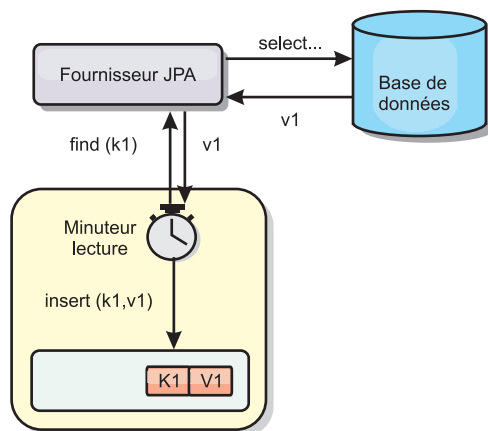 select...
Fournisseur JPA
Base de
données
v1
find (k1)
v1
Minuteur
lecture
insert (k1,v1)
K1 V1